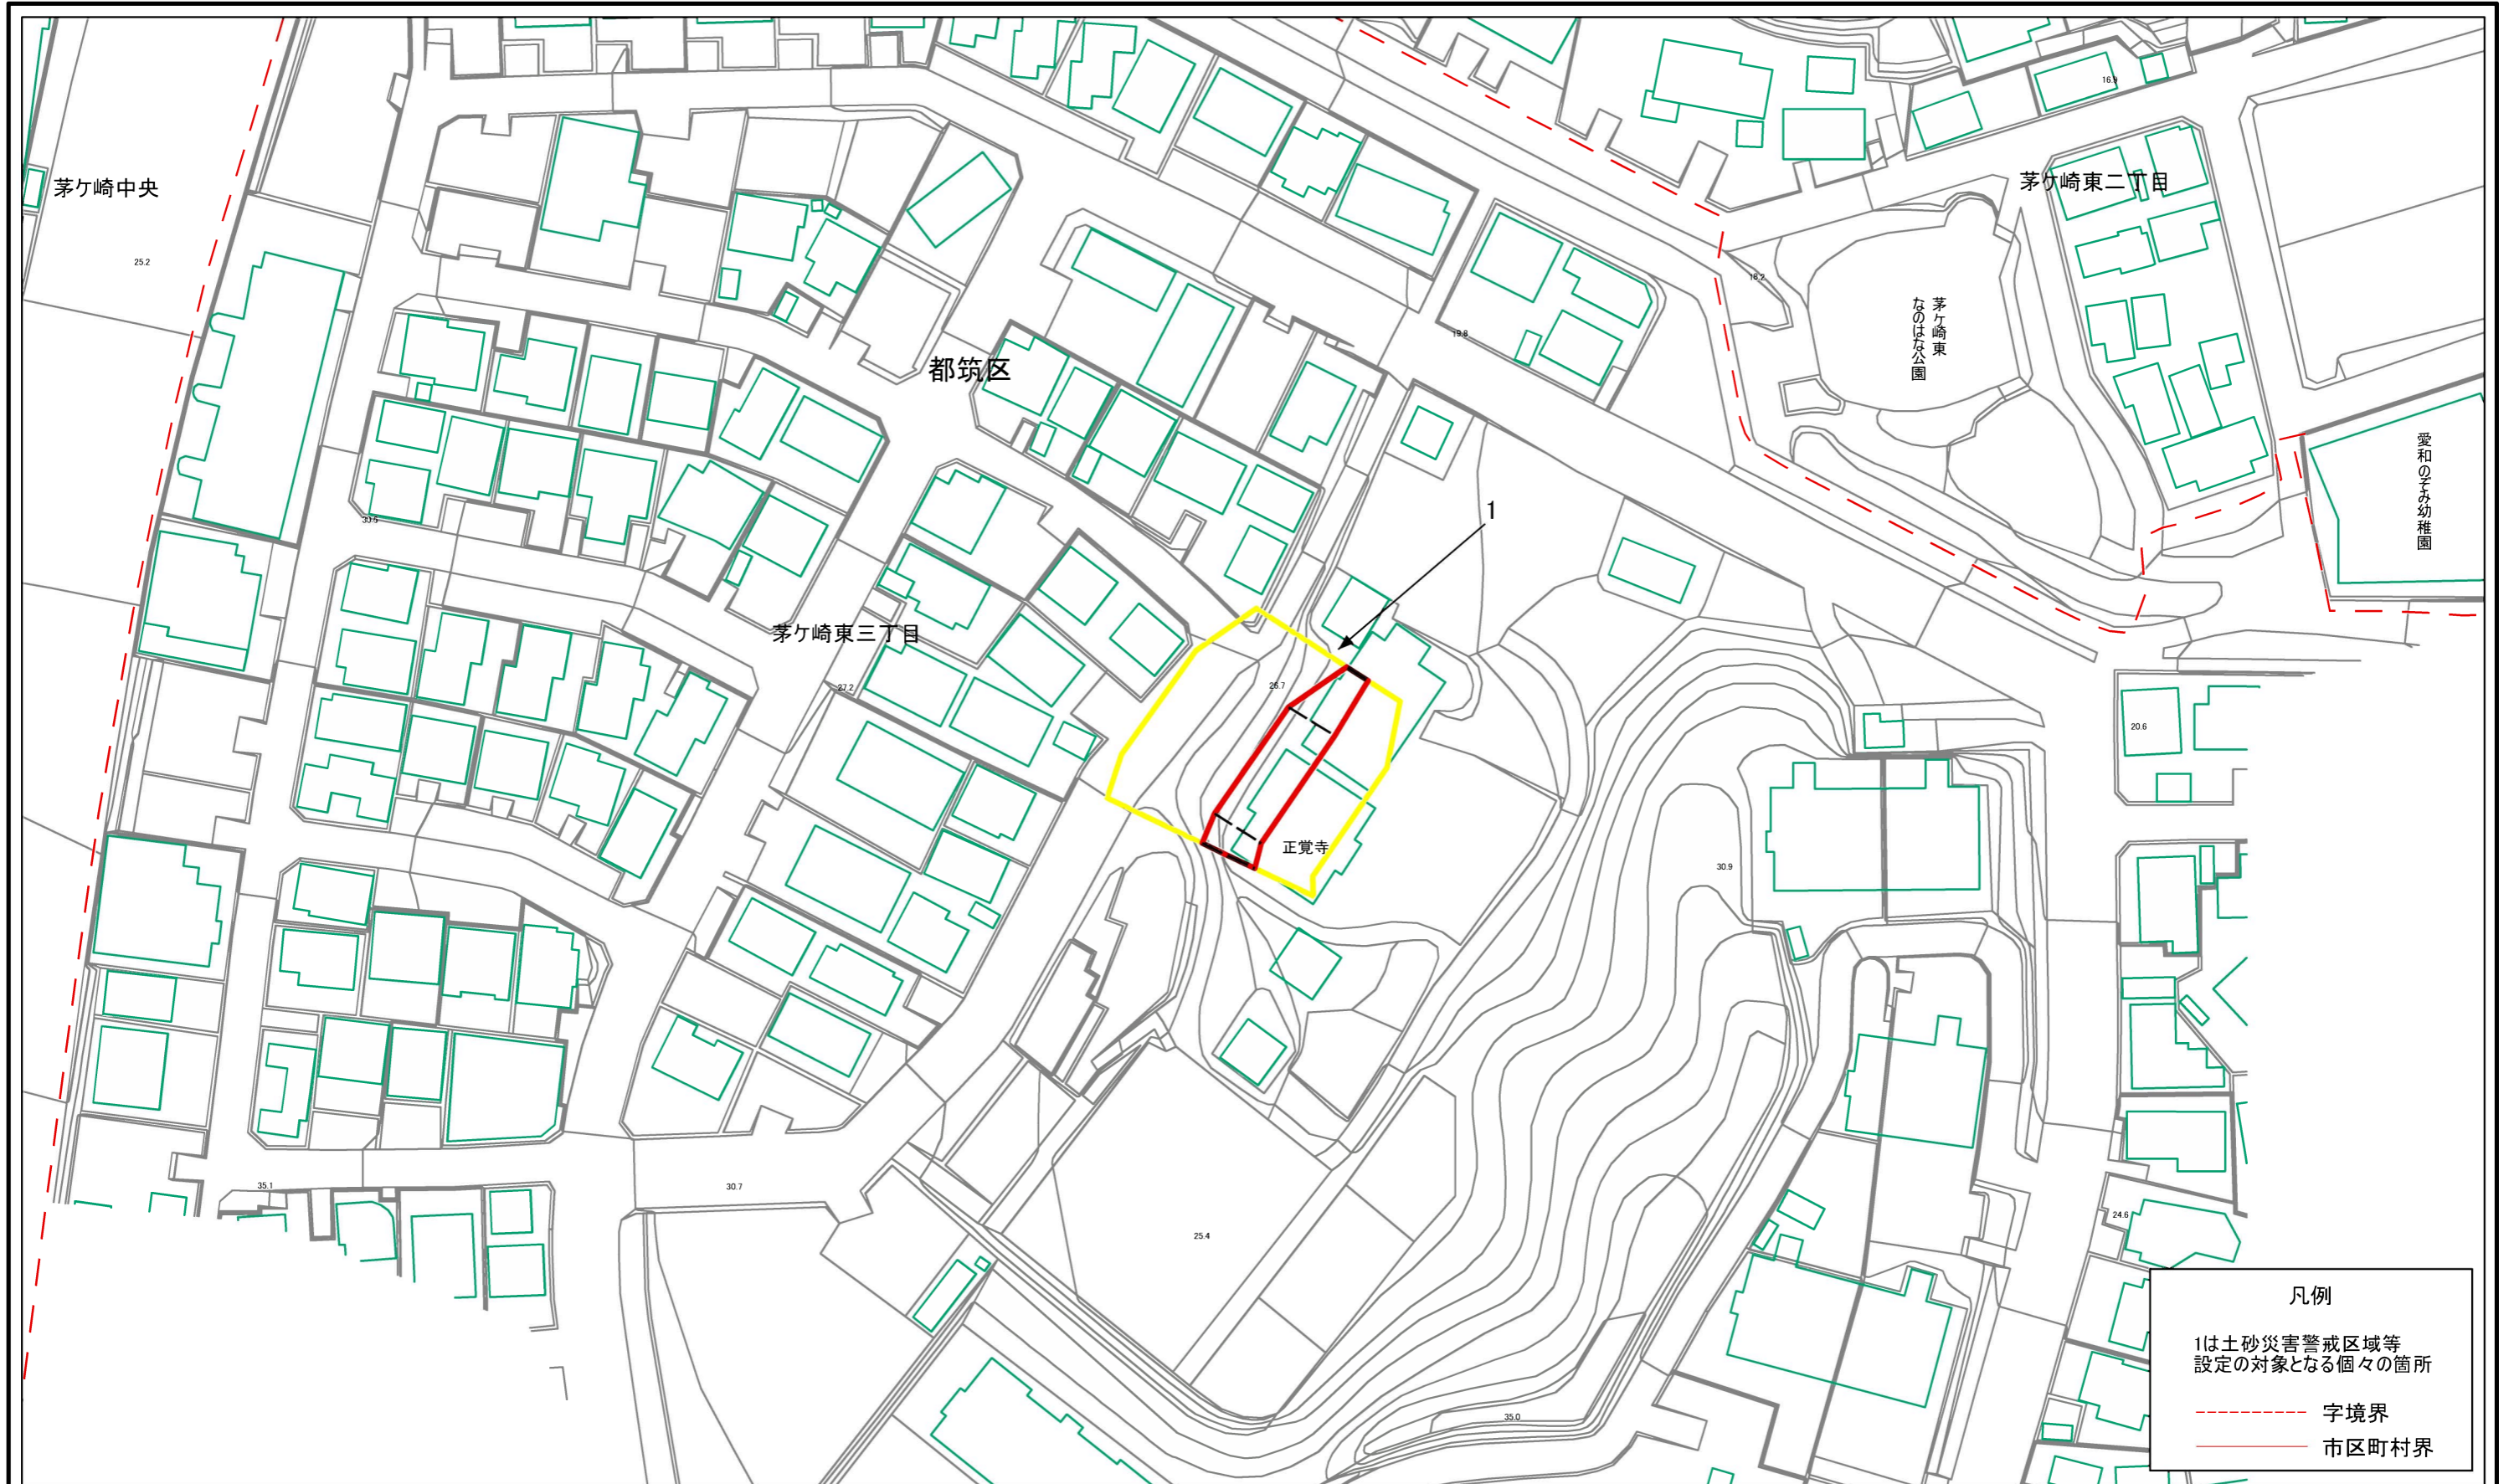 16.9
茅ケ崎中央
茅ケ崎東二丁目
25.2
18.2
茅ケ崎東
なのはな公園
19.8
都筑区
愛和のぞみ幼稚園
1
30.5
茅ケ崎東三丁目
27.2
26.7
20.6
正覚寺
30.9
35.1
30.7
24.6
25.4
35.0
凡例
1は土砂災害警戒区域等
設定の対象となる個々の箇所
字境界
市区町村界